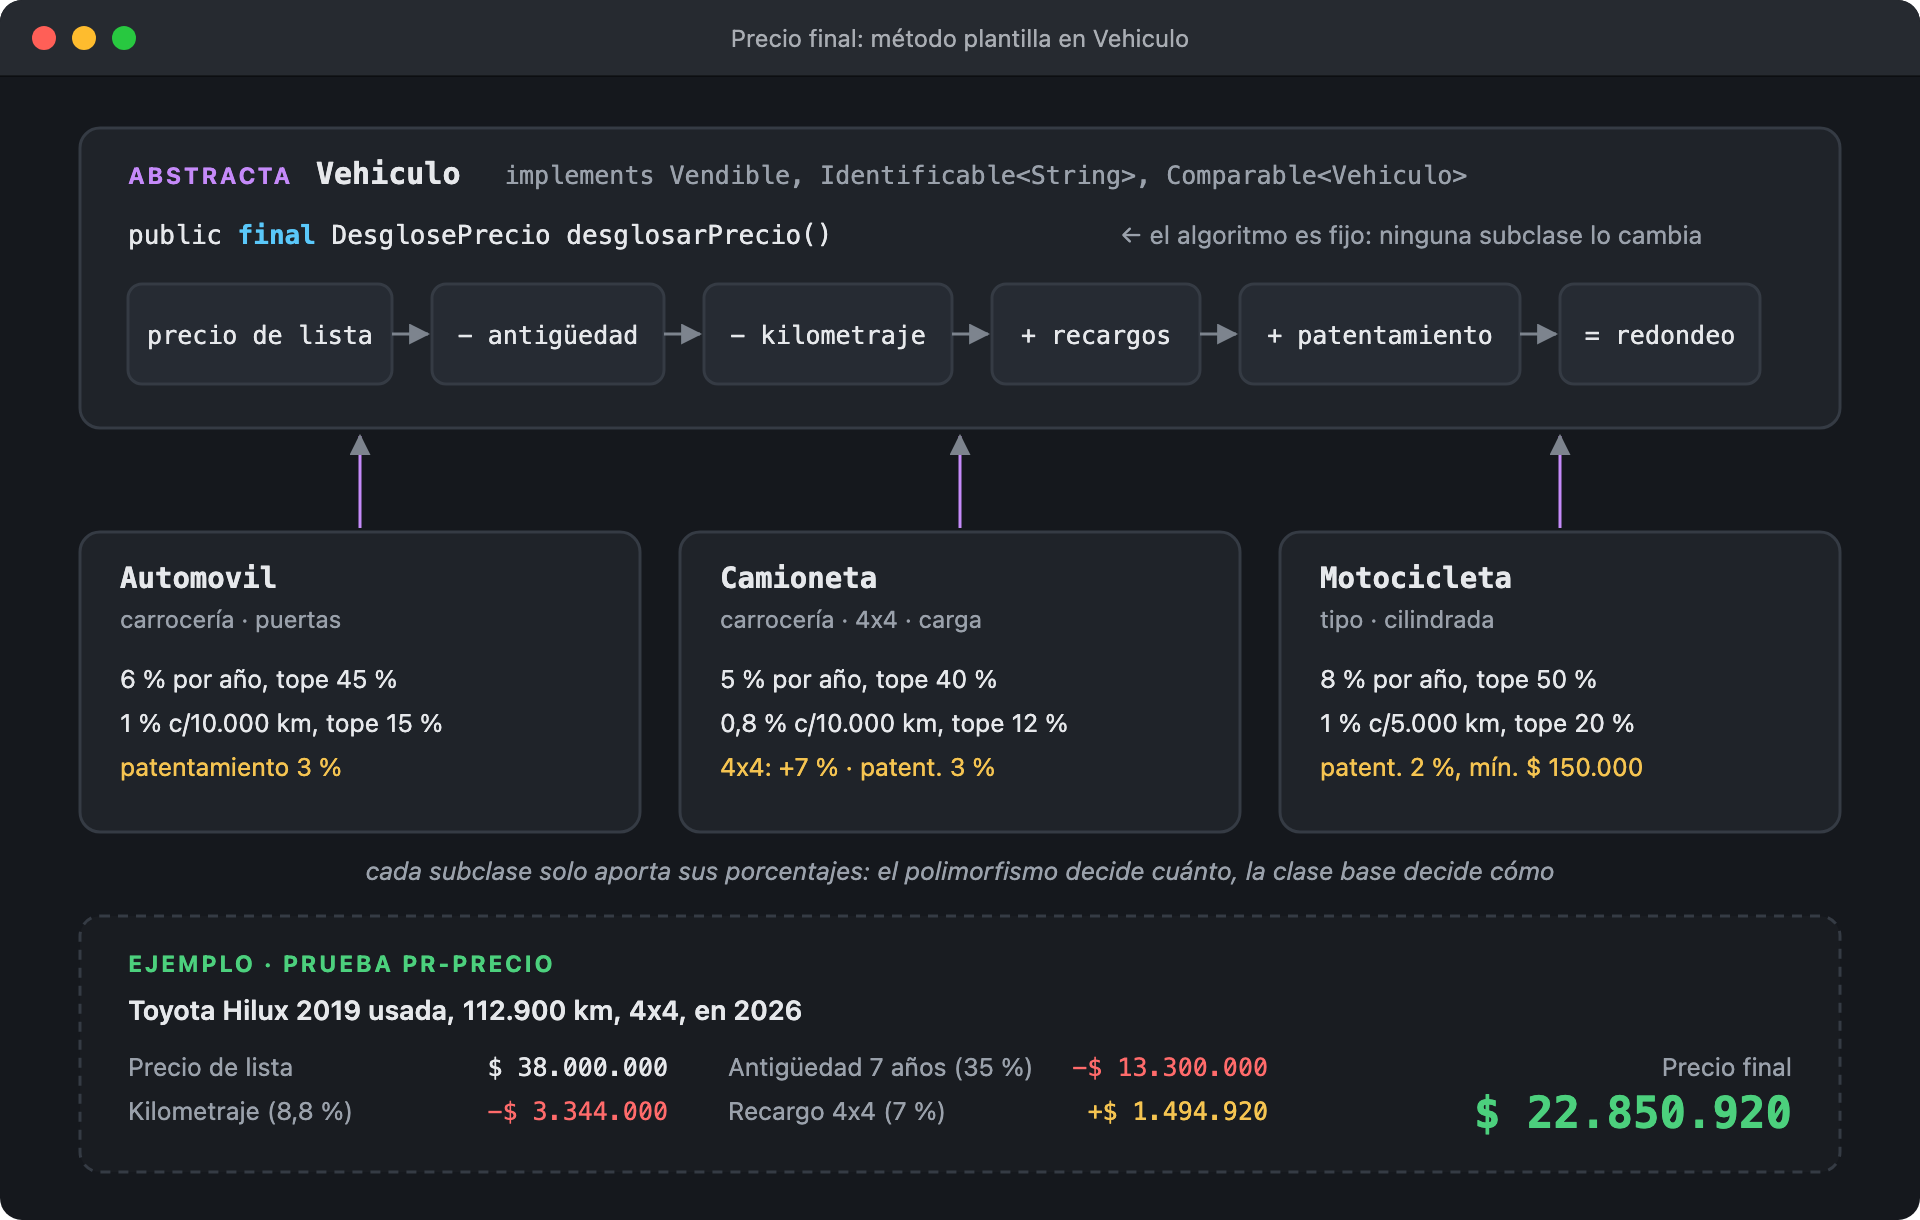 Precio final: método plantilla en Vehiculo
ABSTRACTA Vehiculo implements Vendible, Identificable<String>, Comparable<Vehiculo>
public final DesglosePrecio desglosarPrecio() ← el algoritmo es fijo: ninguna subclase lo cambia
precio de lista − antigüedad − kilometraje + recargos + patentamiento = redondeo
Automovil
carrocería · puertas
6 % por año, tope 45 %
1 % c/10.000 km, tope 15 %
patentamiento 3 %
Camioneta
carrocería · 4x4 · carga
5 % por año, tope 40 %
0,8 % c/10.000 km, tope 12 %
4x4: +7 % · patent. 3 %
Motocicleta
tipo · cilindrada
8 % por año, tope 50 %
1 % c/5.000 km, tope 20 %
patent. 2 %, mín. $ 150.000
cada subclase solo aporta sus porcentajes: el polimorfismo decide cuánto, la clase base decide cómo
EJEMPLO · PRUEBA PR-PRECIO
Toyota Hilux 2019 usada, 112.900 km, 4x4, en 2026
Precio de lista $ 38.000.000 Antigüedad 7 años (35 %) −$ 13.300.000 Precio final
Kilometraje (8,8 %) −$ 3.344.000 Recargo 4x4 (7 %) +$ 1.494.920 $ 22.850.920